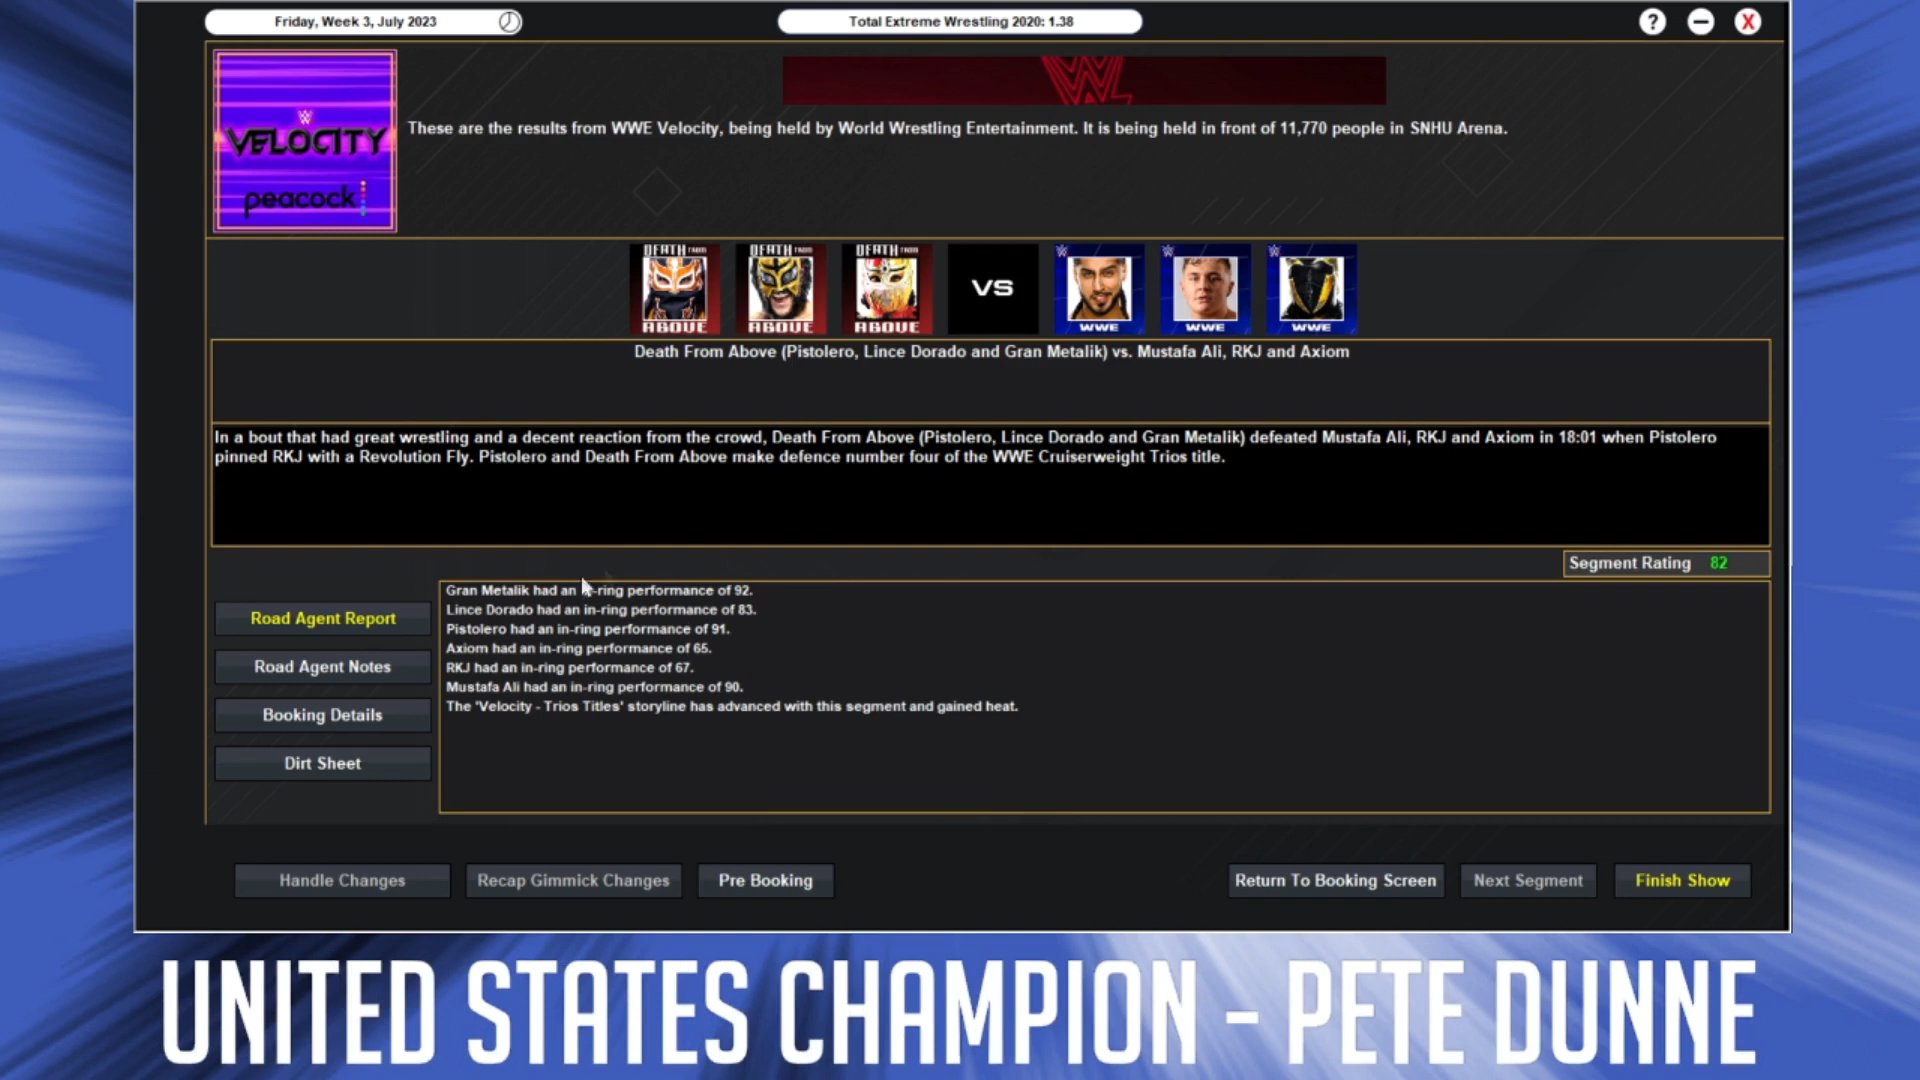 Friday, Week 3, July 2023
Total Extreme Wrestling 2020: 1.38
?
X
W
VELOCITY
peacock
These are the results from WWE Velocity, being held by World Wrestling Entertainment. It is being held in front of 11,770 people in SNHU Arena.
DEATH FROM ABOVE
DEATH FROM ABOVE
DEATH FROM ABOVE
VS
WWE
WWE
WWE
Death From Above (Pistolero, Lince Dorado and Gran Metalik) vs. Mustafa Ali, RKJ and Axiom
In a bout that had great wrestling and a decent reaction from the crowd, Death From Above (Pistolero, Lince Dorado and Gran Metalik) defeated Mustafa Ali, RKJ and Axiom in 18:01 when Pistolero
pinned RKJ with a Revolution Fly. Pistolero and Death From Above make defence number four of the WWE Cruiserweight Trios title.
Segment Rating 82
Road Agent Report
Road Agent Notes
Booking Details
Dirt Sheet
Gran Metalik had an in-ring performance of 92.
Lince Dorado had an in-ring performance of 83.
Pistolero had an in-ring performance of 91.
Axiom had an in-ring performance of 65.
RKJ had an in-ring performance of 67.
Mustafa Ali had an in-ring performance of 90.
The 'Velocity - Trios Titles' storyline has advanced with this segment and gained heat.
Handle Changes
Recap Gimmick Changes
Pre Booking
Return To Booking Screen
Next Segment
Finish Show
UNITED STATES CHAMPION - PETE DUNNE